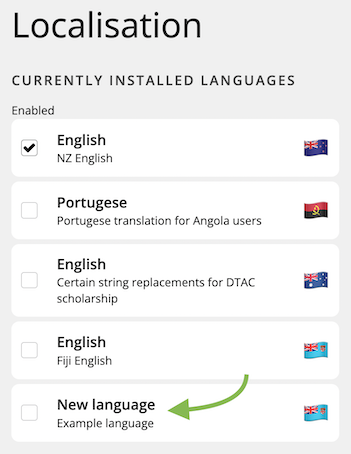 Localisation
CURRENTLY INSTALLED LANGUAGES
Enabled
English
NZ English
Portugese
Portugese translation for Angola users
English
Certain string replacements for DTAC
scholarship
English
Fiji English
New language
Example language